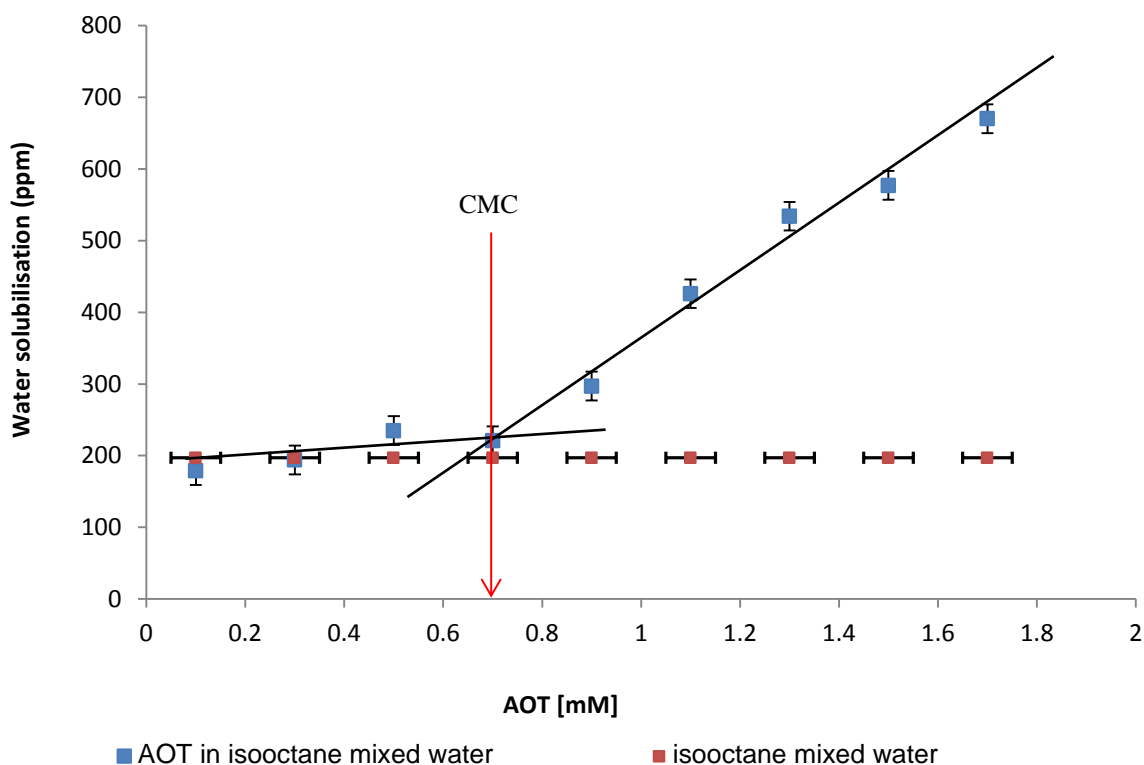 800
700
600
500
400
300
200
100
0
Water solubilisation (ppm)
CMC
0 0.2 0.4 0.6 0.8 1 1.2 1.4 1.6 1.8 2
AOT [mM]
AOT in isooctane mixed water isooctane mixed water